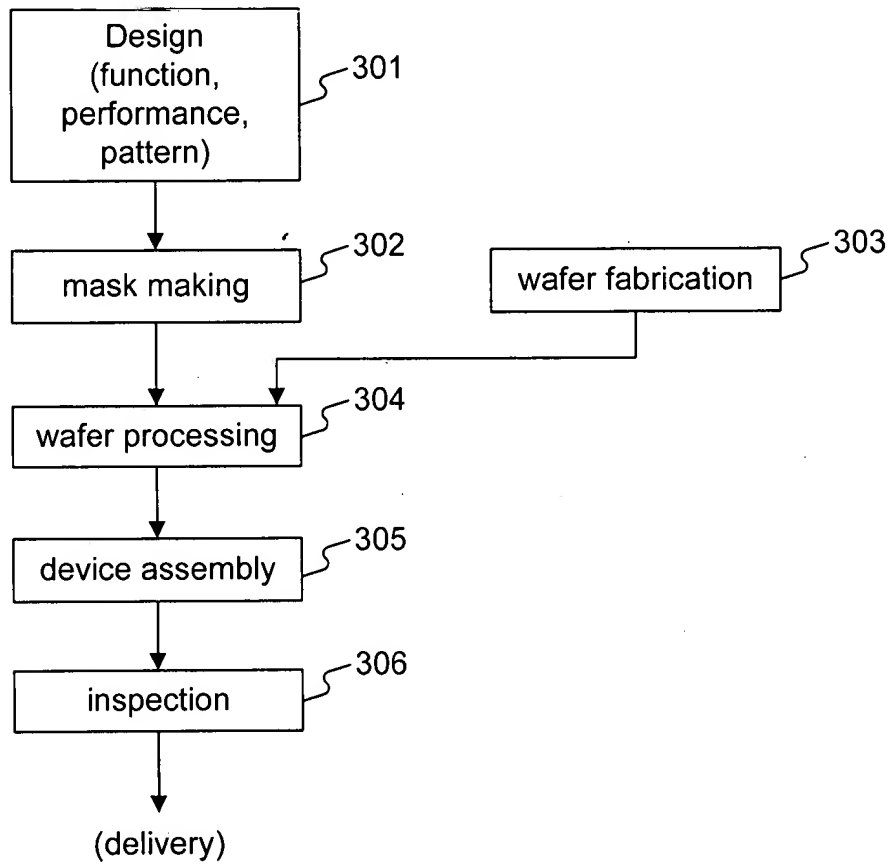 Design
(function,
performance,
pattern)
301
mask making
302
wafer fabrication
303
wafer processing
304
device assembly
305
inspection
306
(delivery)